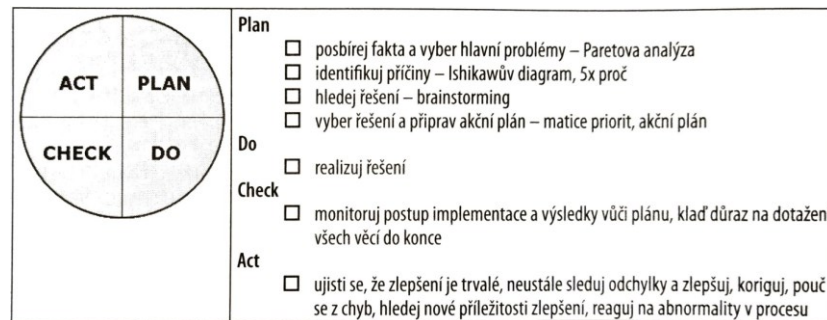 ACT PLAN
CHECK DO
Plan
posbírej fakta a vyber hlavní problémy – Paretova analýza
identifikuj příčiny – Ishikawův diagram, 5x proč
hledej řešení – brainstorming
vyber řešení a připrav akční plán – matice priorit, akční plán
Do
realizuj řešení
Check
monitoruj postup implementace a výsledky vůči plánu, klaď důraz na dotažen
všech věcí do konce
Act
ujisti se, že zlepšení je trvalé, neustále sleduj odchylky a zlepšuj, koriguj, pouč
se z chyb, hledej nové příležitosti zlepšení, reaguj na abnormality v procesu